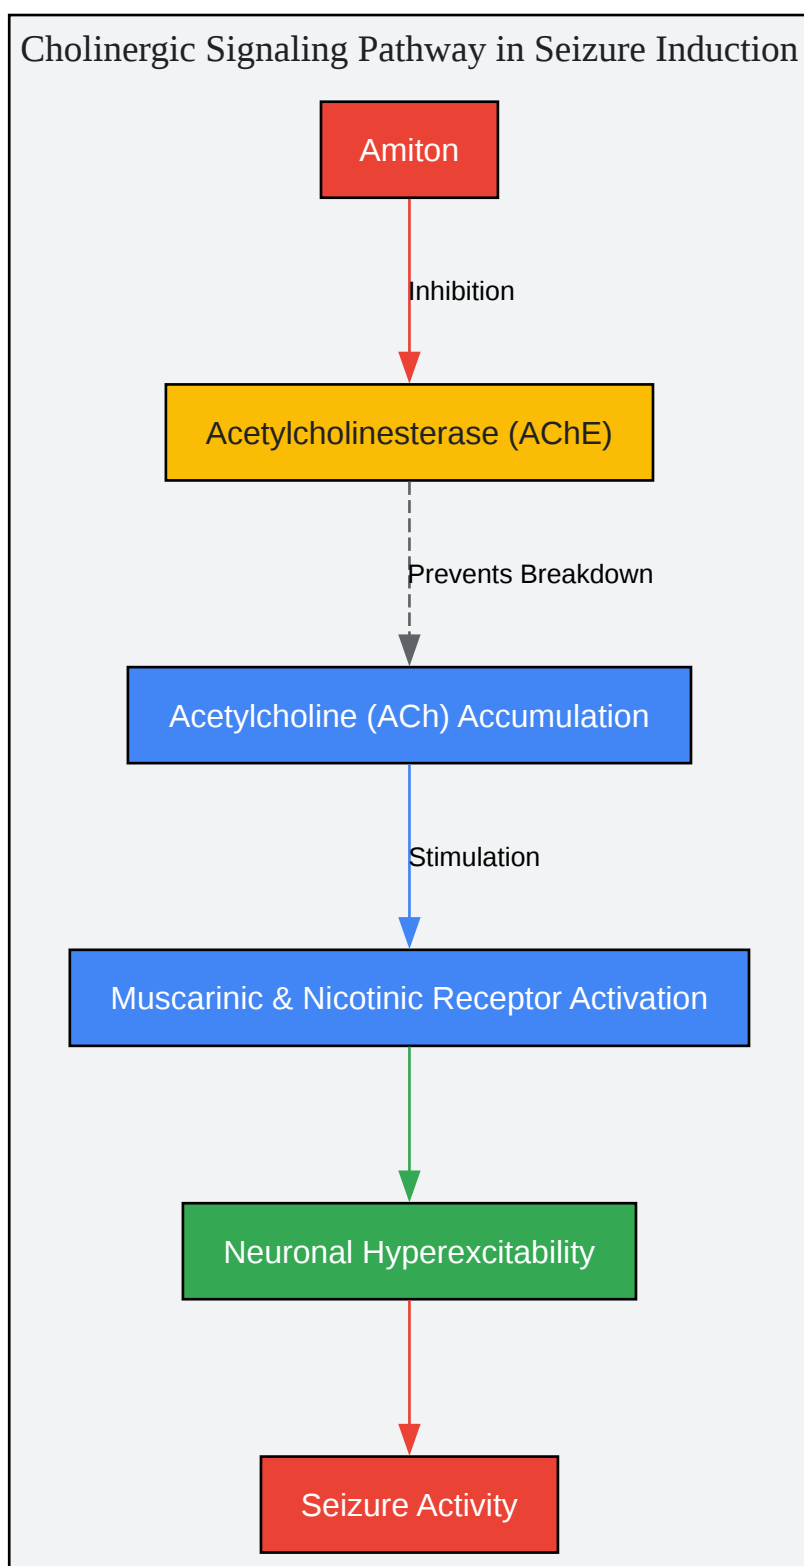 Cholinergic Signaling Pathway in Seizure Induction
Amiton
Inhibition
Acetylcholinesterase (AChE)
Prevents Breakdown
Acetylcholine (ACh) Accumulation
Stimulation
Muscarinic & Nicotinic Receptor Activation
Neuronal Hyperexcitability
Seizure Activity